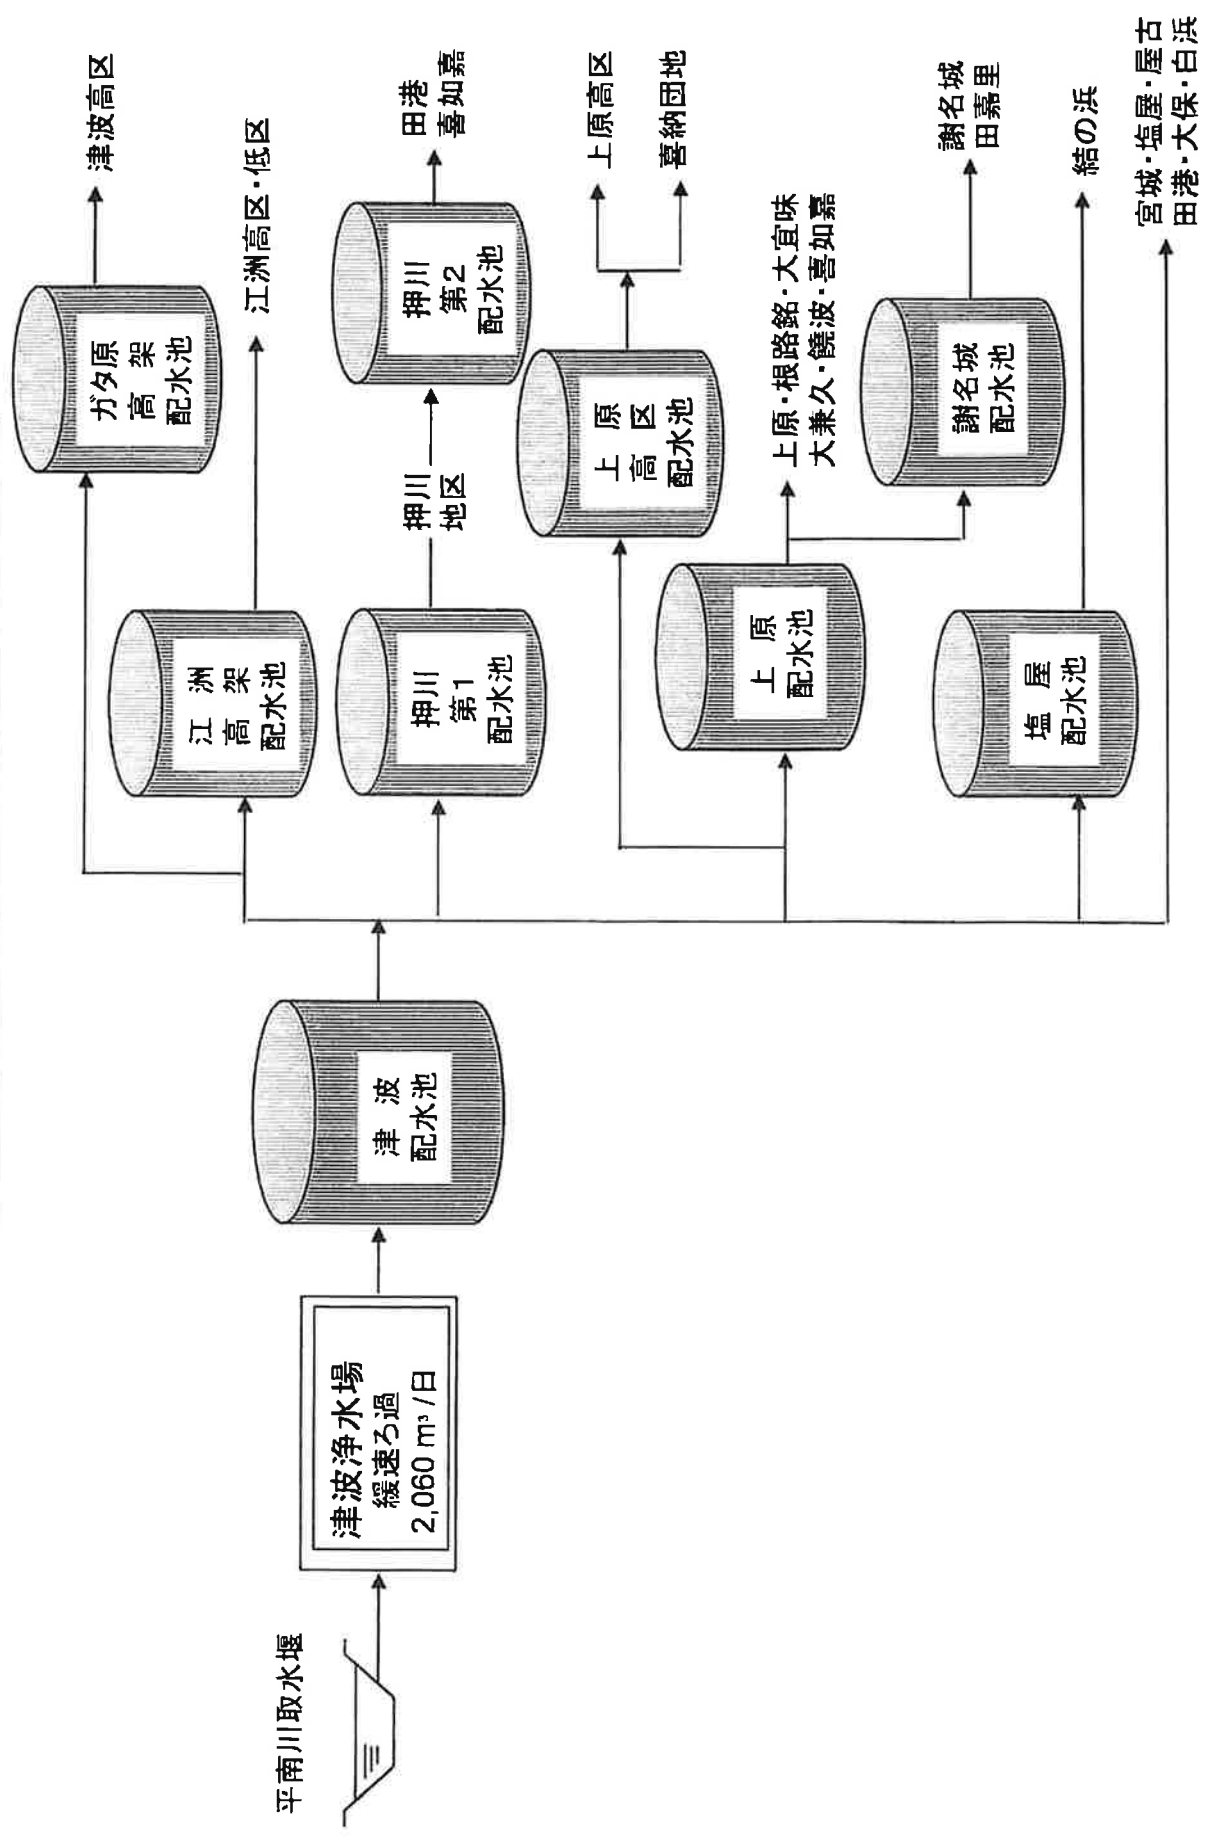 平南川取水堰
津波浄水場
緩速ろ過
2,060 m³/日
津 波
配水池
ガタ原
高 架
配水池
津波高区
江 洲
高 架
配水池
江洲高区・低区
押川
第1
配水池
押川
地区
押川
第2
配水池
田港
喜如嘉
上 原
高 区
配水池
上原高区
喜納団地
上 原
配水池
上原・根路銘・大宜味
大兼久・饒波・喜如嘉
謝名城
配水池
謝名城
田嘉里
塩 屋
配水池
結の浜
宮城・塩屋・屋古
田港・大保・白浜